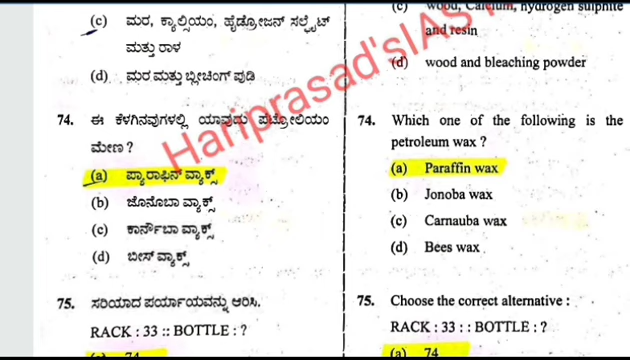 (c) ಮರ, ಕ್ಯಾಲ್ಸಿಯಂ, ಹೈಡ್ರೋಜನ್ ಸಲ್ಫೈಟ್
ಮತ್ತು ರಾಳ
(d) ಮರ ಮತ್ತು ಬ್ಲೀಚಿಂಗ್ ಪುಡಿ
74. ಈ ಕೆಳಗಿನವುಗಳಲ್ಲಿ ಯಾವುದು ಪೆಟ್ರೋಲಿಯಂ
ಮೇಣ ?
(a) ಪ್ಯಾರಾಫಿನ್ ವ್ಯಾಕ್ಸ್
(b) ಜೊನೊಬಾ ವ್ಯಾಕ್ಸ್
(c) ಕಾರ್ನೌಬಾ ವ್ಯಾಕ್ಸ್
(d) ಬೀಸ್ ವ್ಯಾಕ್ಸ್
75. ಸರಿಯಾದ ಪರ್ಯಾಯವನ್ನು ಆರಿಸಿ.
RACK : 33 :: BOTTLE : ?
(a) 74
(c) wood, Calcium, hydrogen sulphite
and resin
(d) wood and bleaching powder
74. Which one of the following is the
petroleum wax ?
(a) Paraffin wax
(b) Jonoba wax
(c) Carnauba wax
(d) Bees wax
75. Choose the correct alternative :
RACK : 33 : : BOTTLE : ?
(a) 74
Hariprasad'sIAS